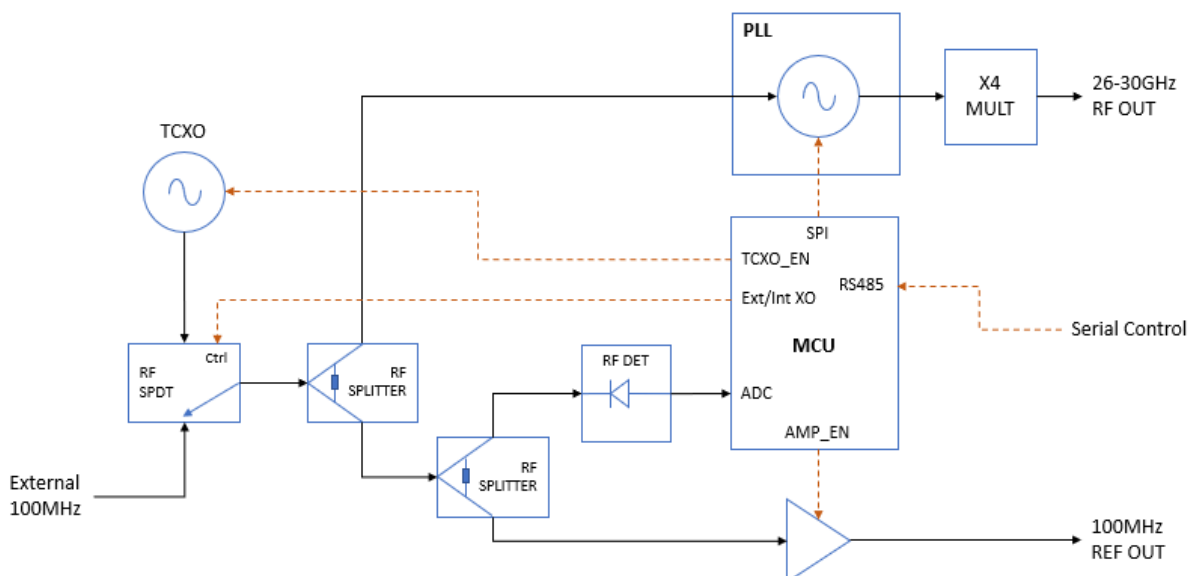 PLL
X4
MULT
26-30GHz
RF OUT
TCXO
SPI
TCXO_EN
RS485
Ext/Int XO
Serial Control
MCU
Ctrl
RF
SPDT
RF
SPLITTER
RF DET
ADC
AMP_EN
RF
SPLITTER
External
100MHz
100MHz
REF OUT